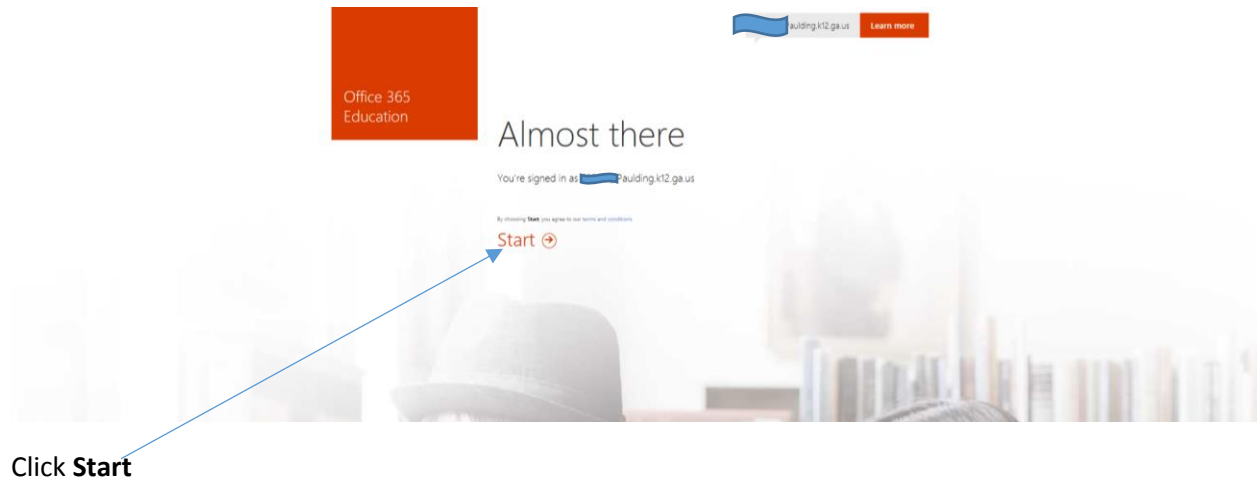 aulding.k12.ga.us Learn more
Office 365
Education
Almost there
You're signed in as Paulding.k12.ga.us
By choosing Start you agree to our terms and conditions
Start
Click Start